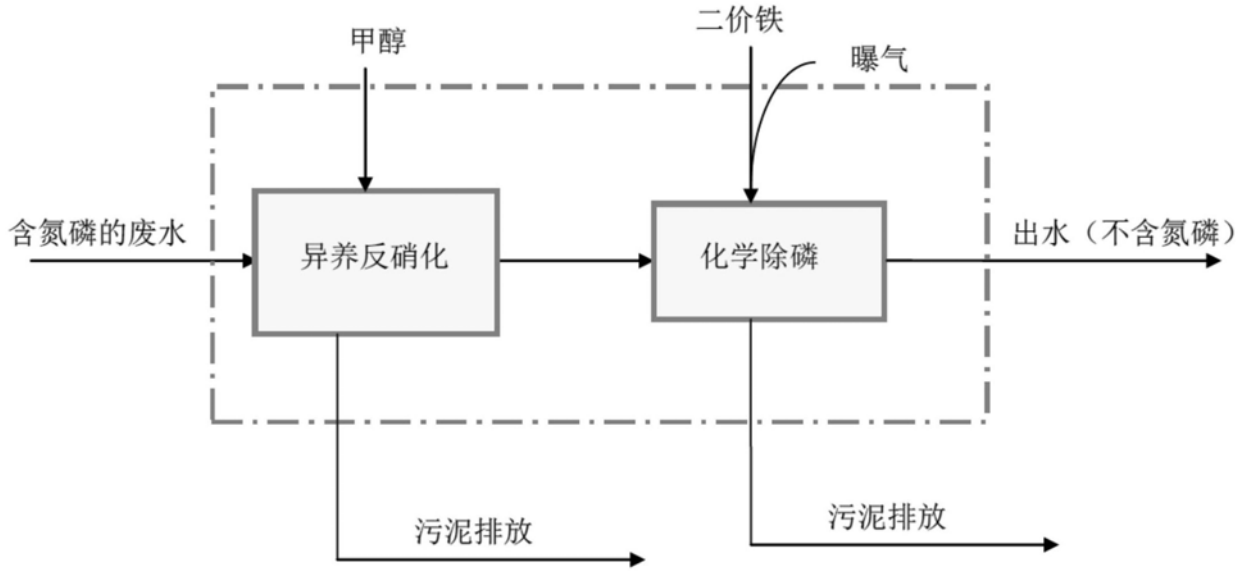 二价铁
甲醇
曝气
含氮磷的废水
异养反硝化
化学除磷
出水（不含氮磷）
污泥排放
污泥排放